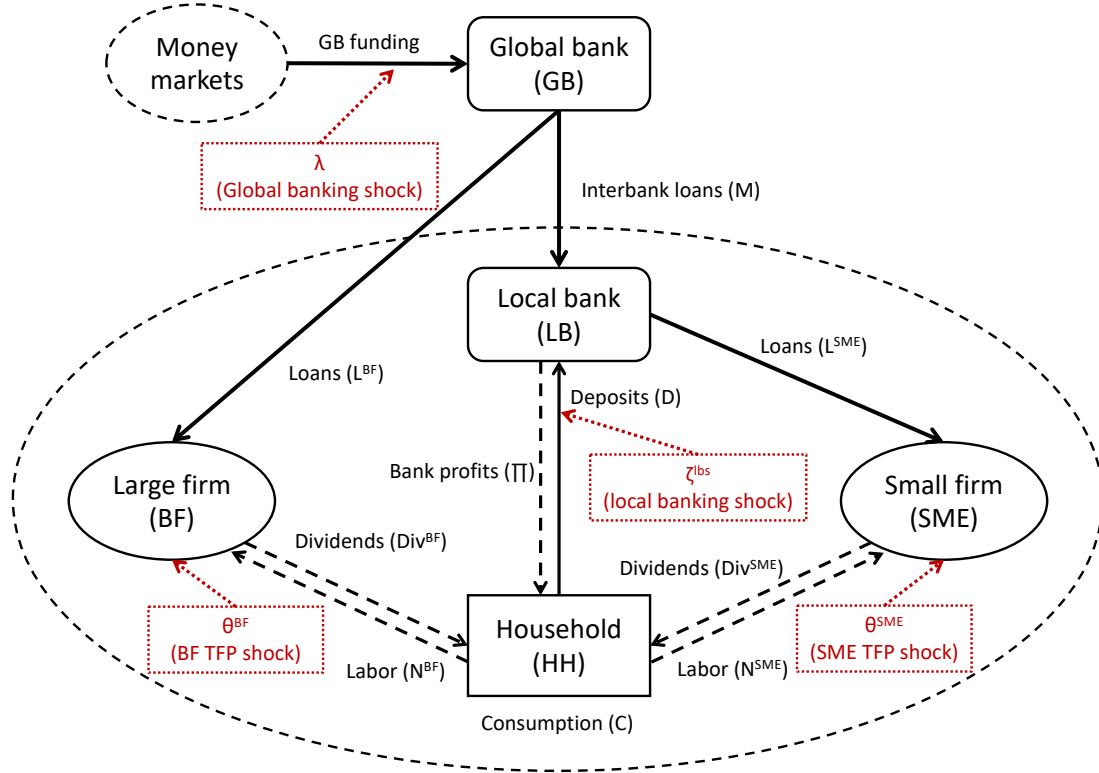 Money
markets
GB funding
Global bank
(GB)
λ
(Global banking shock)
Interbank loans (M)
Local bank
(LB)
Loans (L^SME)
Loans (L^BF)
Deposits (D)
Bank profits (∏)
ζ^lbs
(local banking shock)
Large firm
(BF)
Small firm
(SME)
Dividends (Div^BF)
Dividends (Div^SME)
θ^BF
(BF TFP shock)
Household
(HH)
θ^SME
(SME TFP shock)
Labor (N^BF)
Labor (N^SME)
Consumption (C)